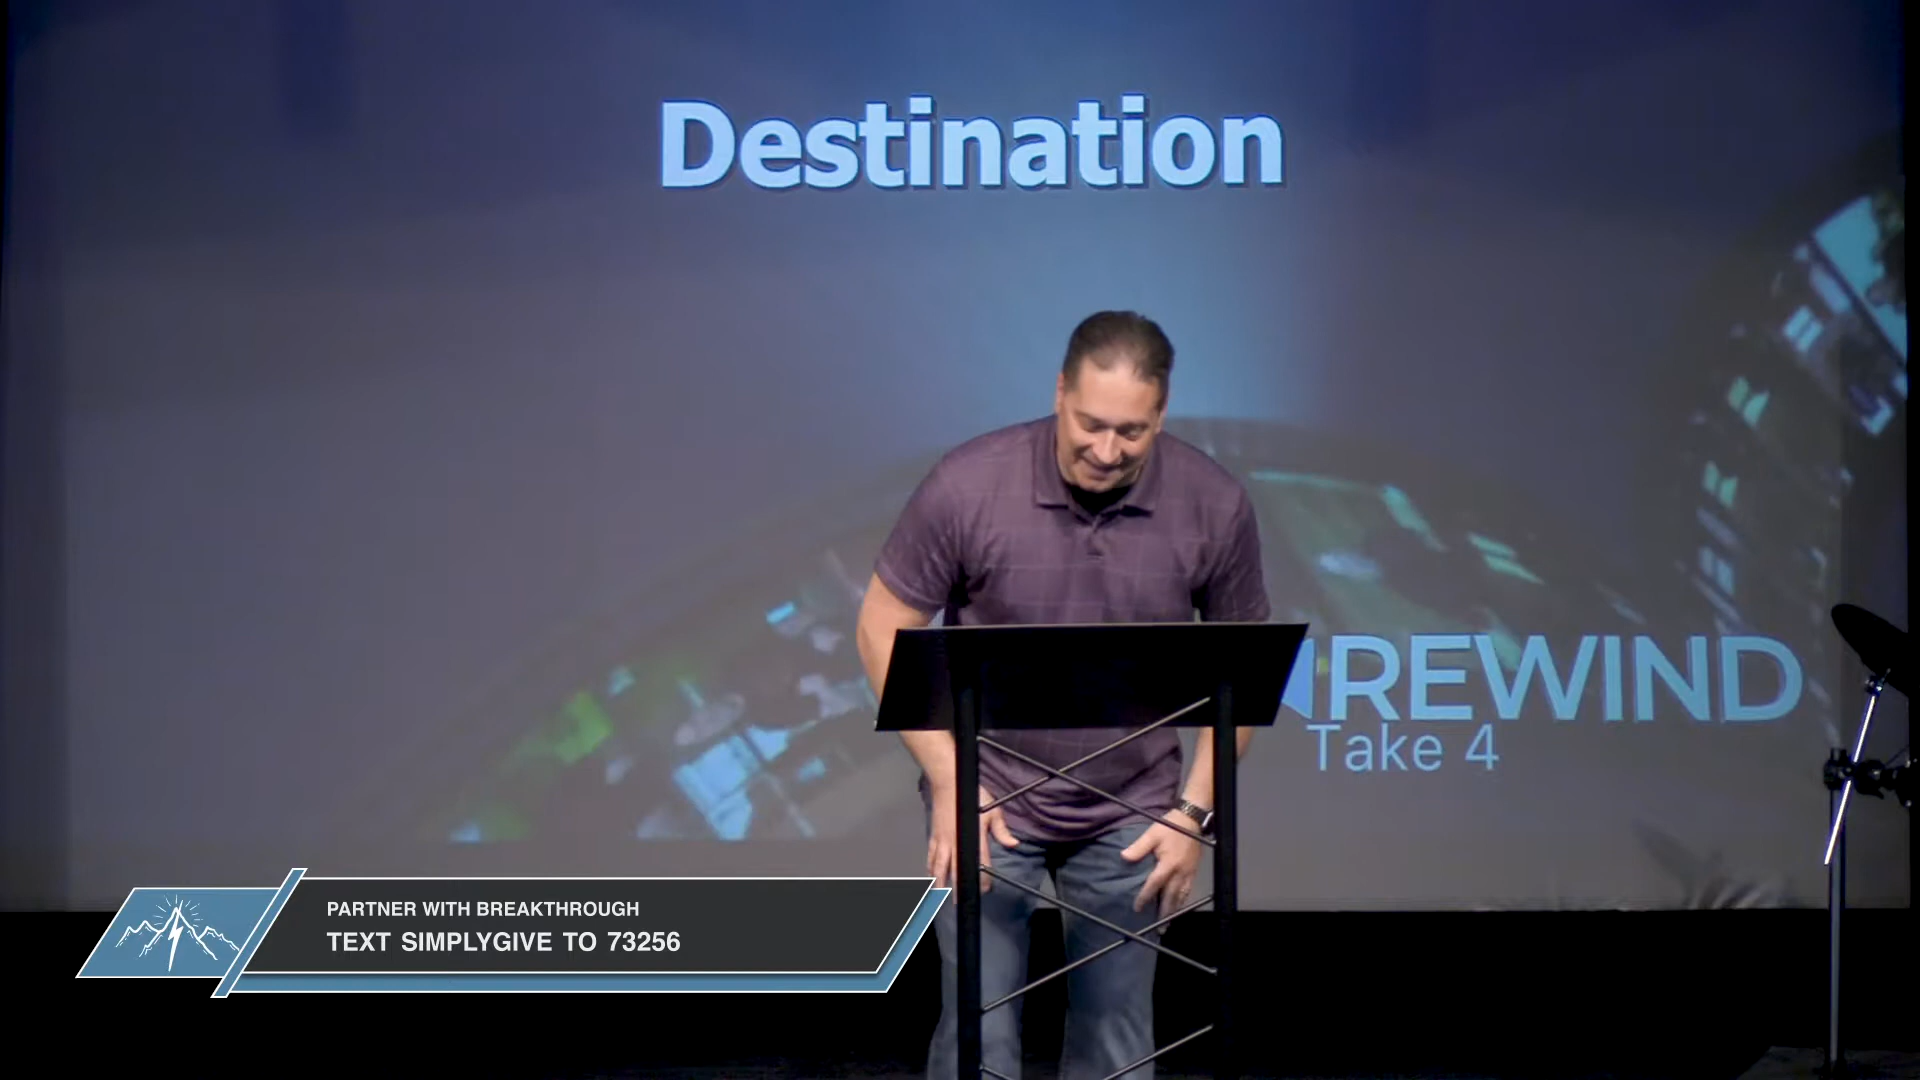 Destination
REWIND
Take 4
PARTNER WITH BREAKTHROUGH
TEXT SIMPLYGIVE TO 73256